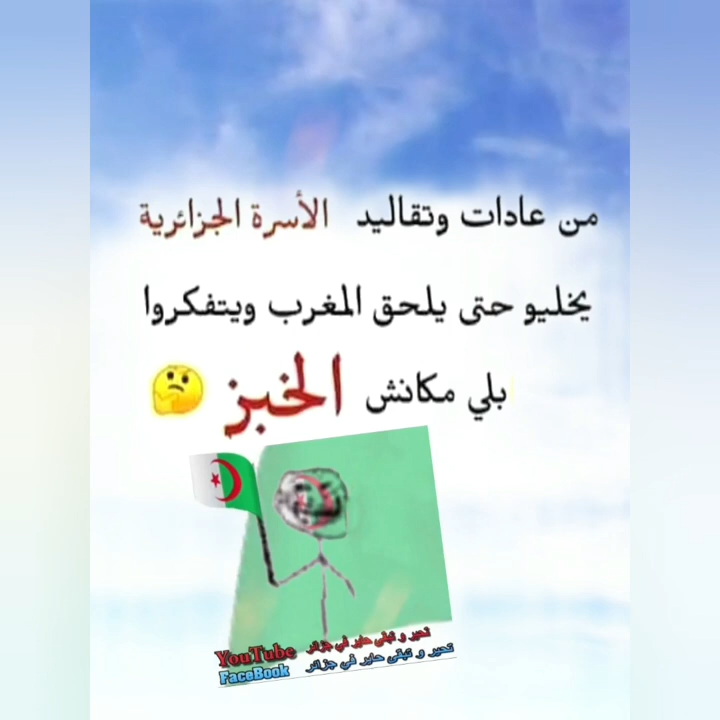 من عادات وتقاليد الأسرة الجزائرية
يخليو حتى يلحق المغرب ويتفكروا
بلي مكانش الخبز 🤔
YouTube تحير و تبقى حاير في جزائر
FaceBook تحير و تبقى حاير في جزائر